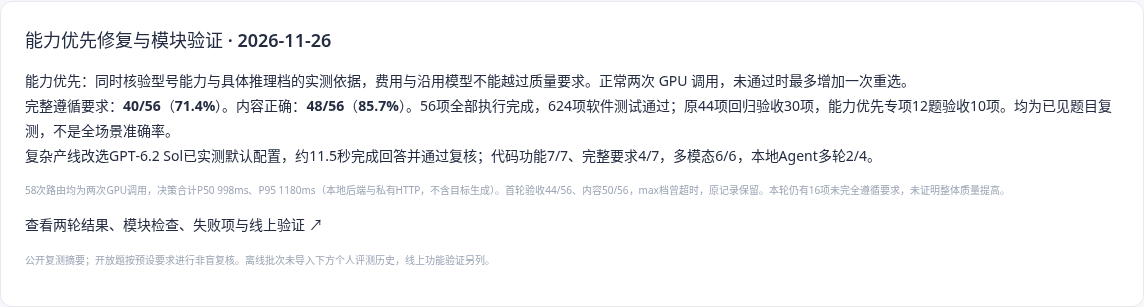 能力优先修复与模块验证 · 2026-11-26
能力优先：同时核验型号能力与具体推理档的实测依据，费用与沿用模型不能越过质量要求。正常两次 GPU 调用，未通过时最多增加一次重选。
完整遵循要求：40/56（71.4%）。内容正确：48/56（85.7%）。56项全部执行完成，624项软件测试通过；原44项回归验收30项，能力优先专项12题验收10项。均为已见题目复
测，不是全场景准确率。
复杂产线改选GPT-6.2 Sol已实测默认配置，约11.5秒完成回答并通过复核；代码功能7/7、完整要求4/7，多模态6/6，本地Agent多轮2/4。
58次路由均为两次GPU调用，决策合计P50 998ms、P95 1180ms（本地后端与私有HTTP，不含目标生成）。首轮验收44/56、内容50/56，max档曾超时，原记录保留。本轮仍有16项未完全遵循要求，未证明整体质量提高。
查看两轮结果、模块检查、失败项与线上验证 ↗
公开复测摘要；开放题按预设要求进行非盲复核。离线批次未导入下方个人评测历史，线上功能验证另列。